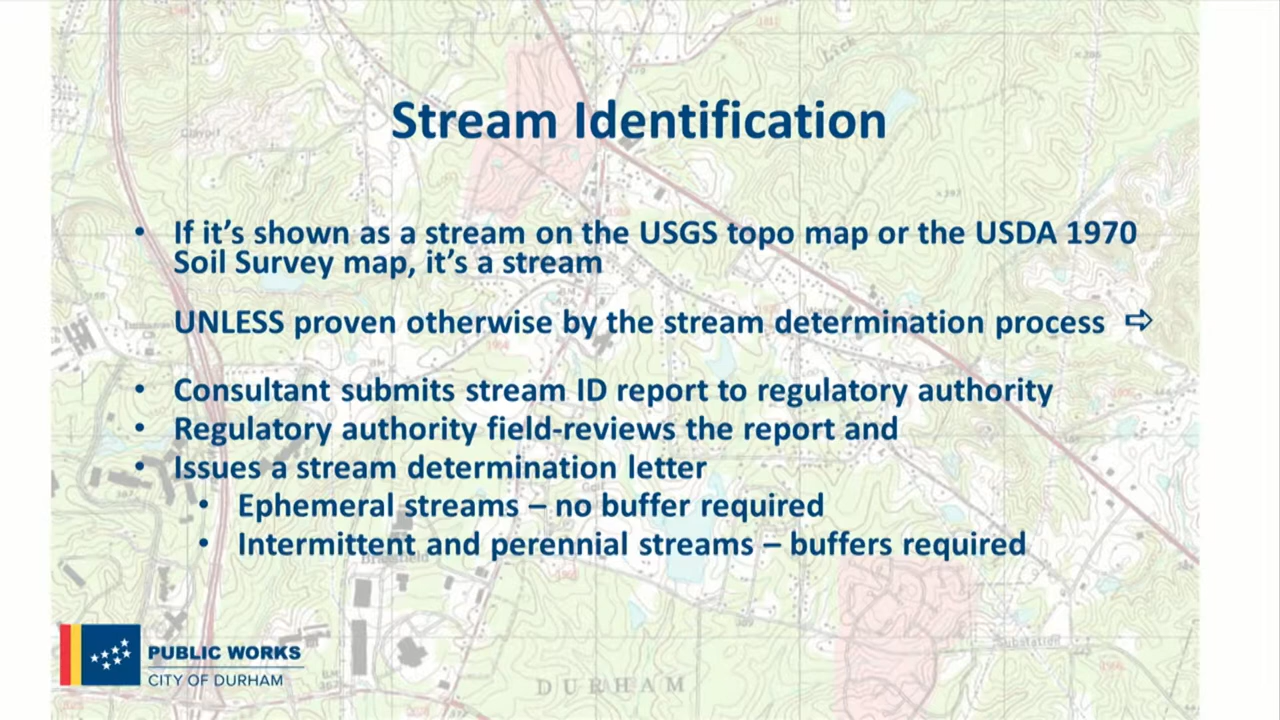 Stream Identification
• If it's shown as a stream on the USGS topo map or the USDA 1970
Soil Survey map, it's a stream
UNLESS proven otherwise by the stream determination process ⇨
• Consultant submits stream ID report to regulatory authority
• Regulatory authority field-reviews the report and
• Issues a stream determination letter
• Ephemeral streams – no buffer required
• Intermittent and perennial streams – buffers required
PUBLIC WORKS
CITY OF DURHAM
DURHAM
Lick
Substation